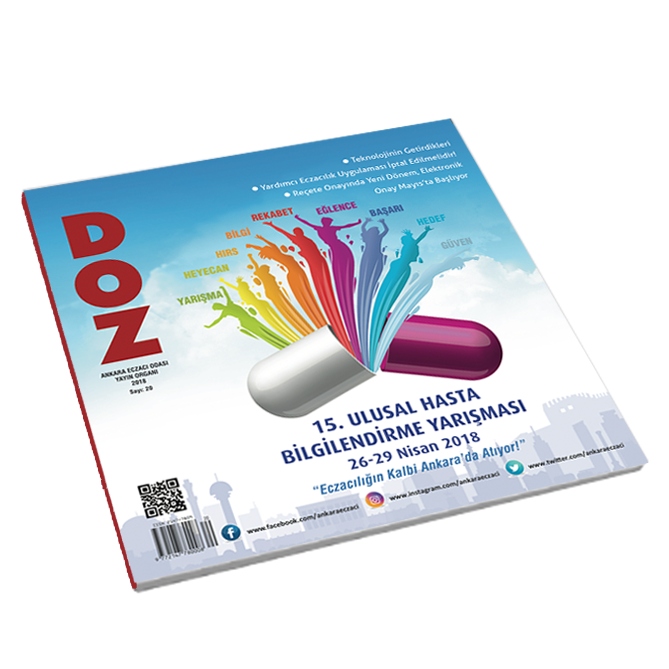 • Teknolojinin Getirdikleri
• Yardımcı Eczacılık Uygulaması İptal Edilmelidir!
• Reçete Onayında Yeni Dönem, Elektronik
Onay Mayıs'ta Başlıyor
DOZ
ANKARA ECZACI ODASI
YAYIN ORGANI
2018
Sayı: 20
YARIŞMA
HEYECAN
HIRS
BİLGİ
REKABET
EĞLENCE
BAŞARI
HEDEF
GÜVEN
15. ULUSAL HASTA
BİLGİLENDİRME YARIŞMASI
26-29 Nisan 2018
“Eczacılığın Kalbi Ankara’da Atıyor!”
www.facebook.com/ankaraeczaci
www.instagram.com/ankaraeczaci
www.twitter.com/ankaraeczaci